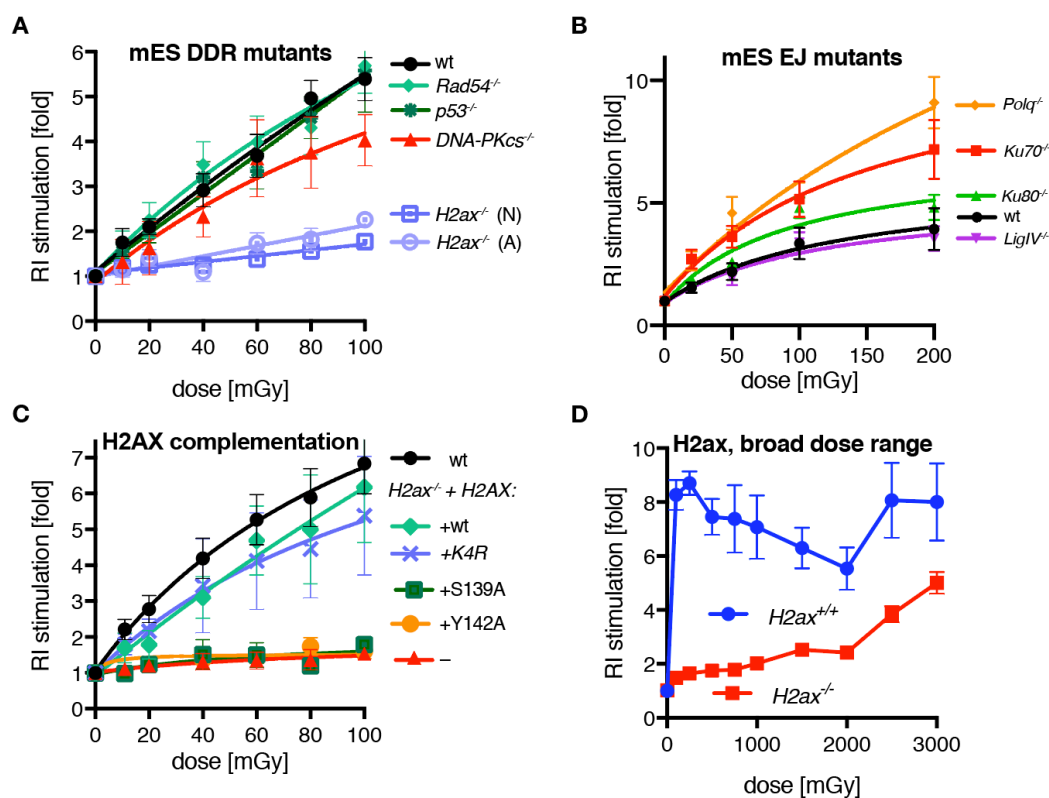 A
mES DDR mutants
RI stimulation [fold]
6
5
4
3
2
1
0
0 20 40 60 80 100
dose [mGy]
wt
Rad54-/-
p53-/-
DNA-PKcs-/-
H2ax-/- (N)
H2ax-/- (A)
B
mES EJ mutants
RI stimulation [fold]
10
5
0
0 50 100 150 200
dose [mGy]
Polq-/-
Ku70-/-
Ku80-/-
wt
LigIV-/-
C
H2AX complementation
RI stimulation [fold]
7
6
5
4
3
2
1
0
0 20 40 60 80 100
dose [mGy]
wt
H2ax-/- + H2AX:
+wt
+K4R
+S139A
+Y142A
–
D
H2ax, broad dose range
RI stimulation [fold]
10
8
6
4
2
0
0 1000 2000 3000
dose [mGy]
H2ax+/+
H2ax-/-